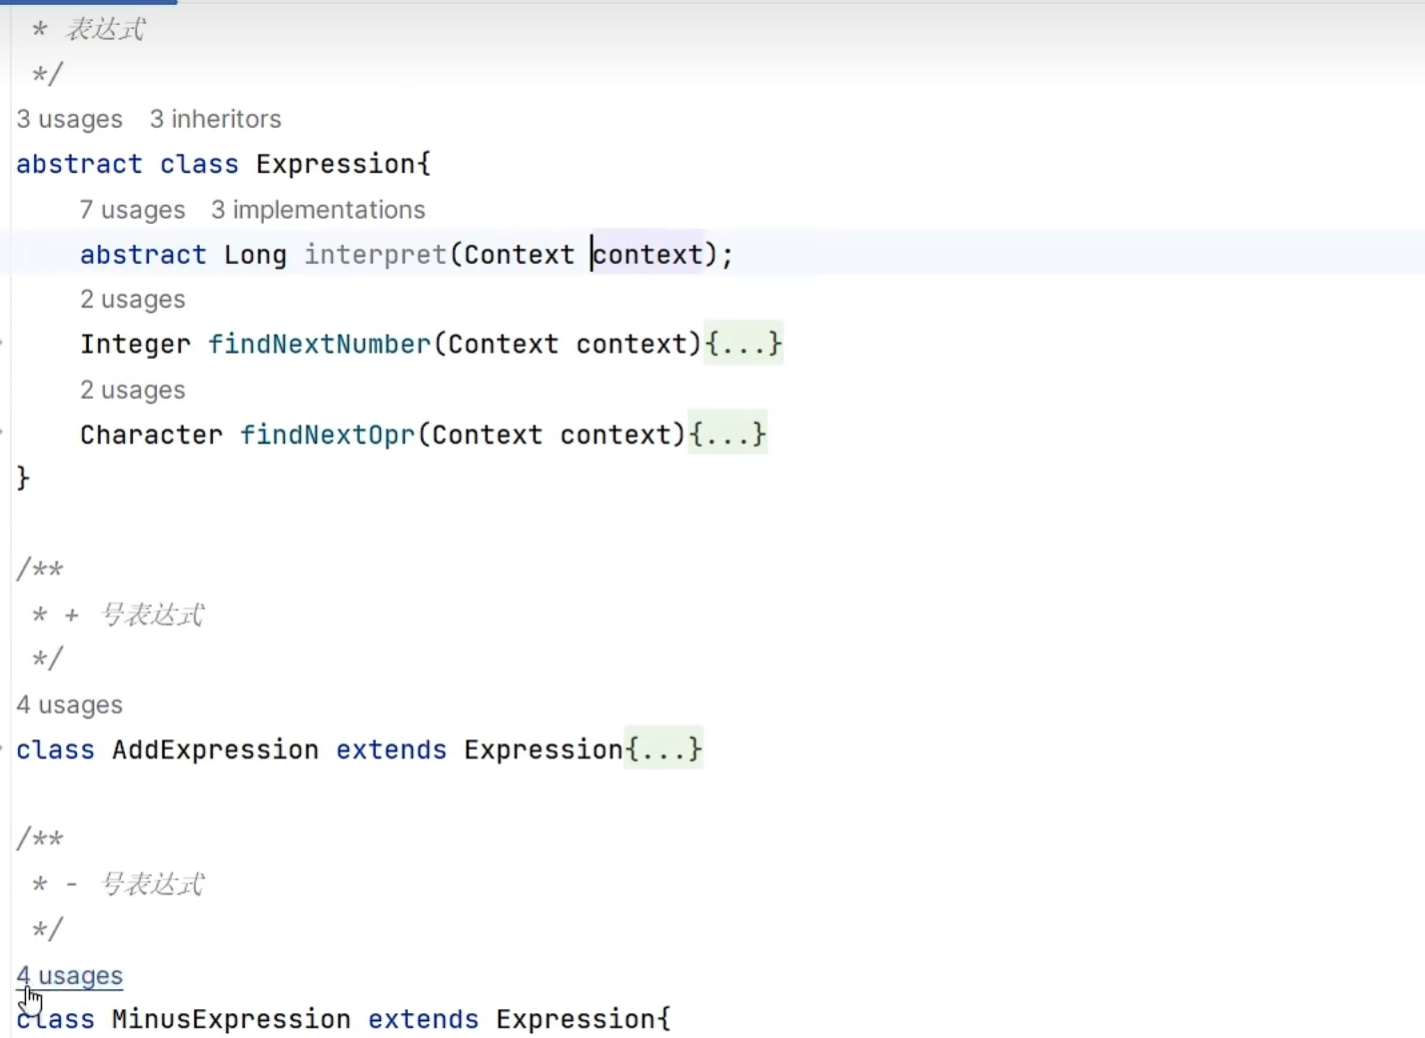 * 表达式
*/
3 usages 3 inheritors
abstract class Expression{
7 usages 3 implementations
abstract Long interpret(Context context);
2 usages
Integer findNextNumber(Context context){...}
2 usages
Character findNextOpr(Context context){...}
}
/**
* + 号表达式
*/
4 usages
class AddExpression extends Expression{...}
/**
* - 号表达式
*/
4 usages
class MinusExpression extends Expression{